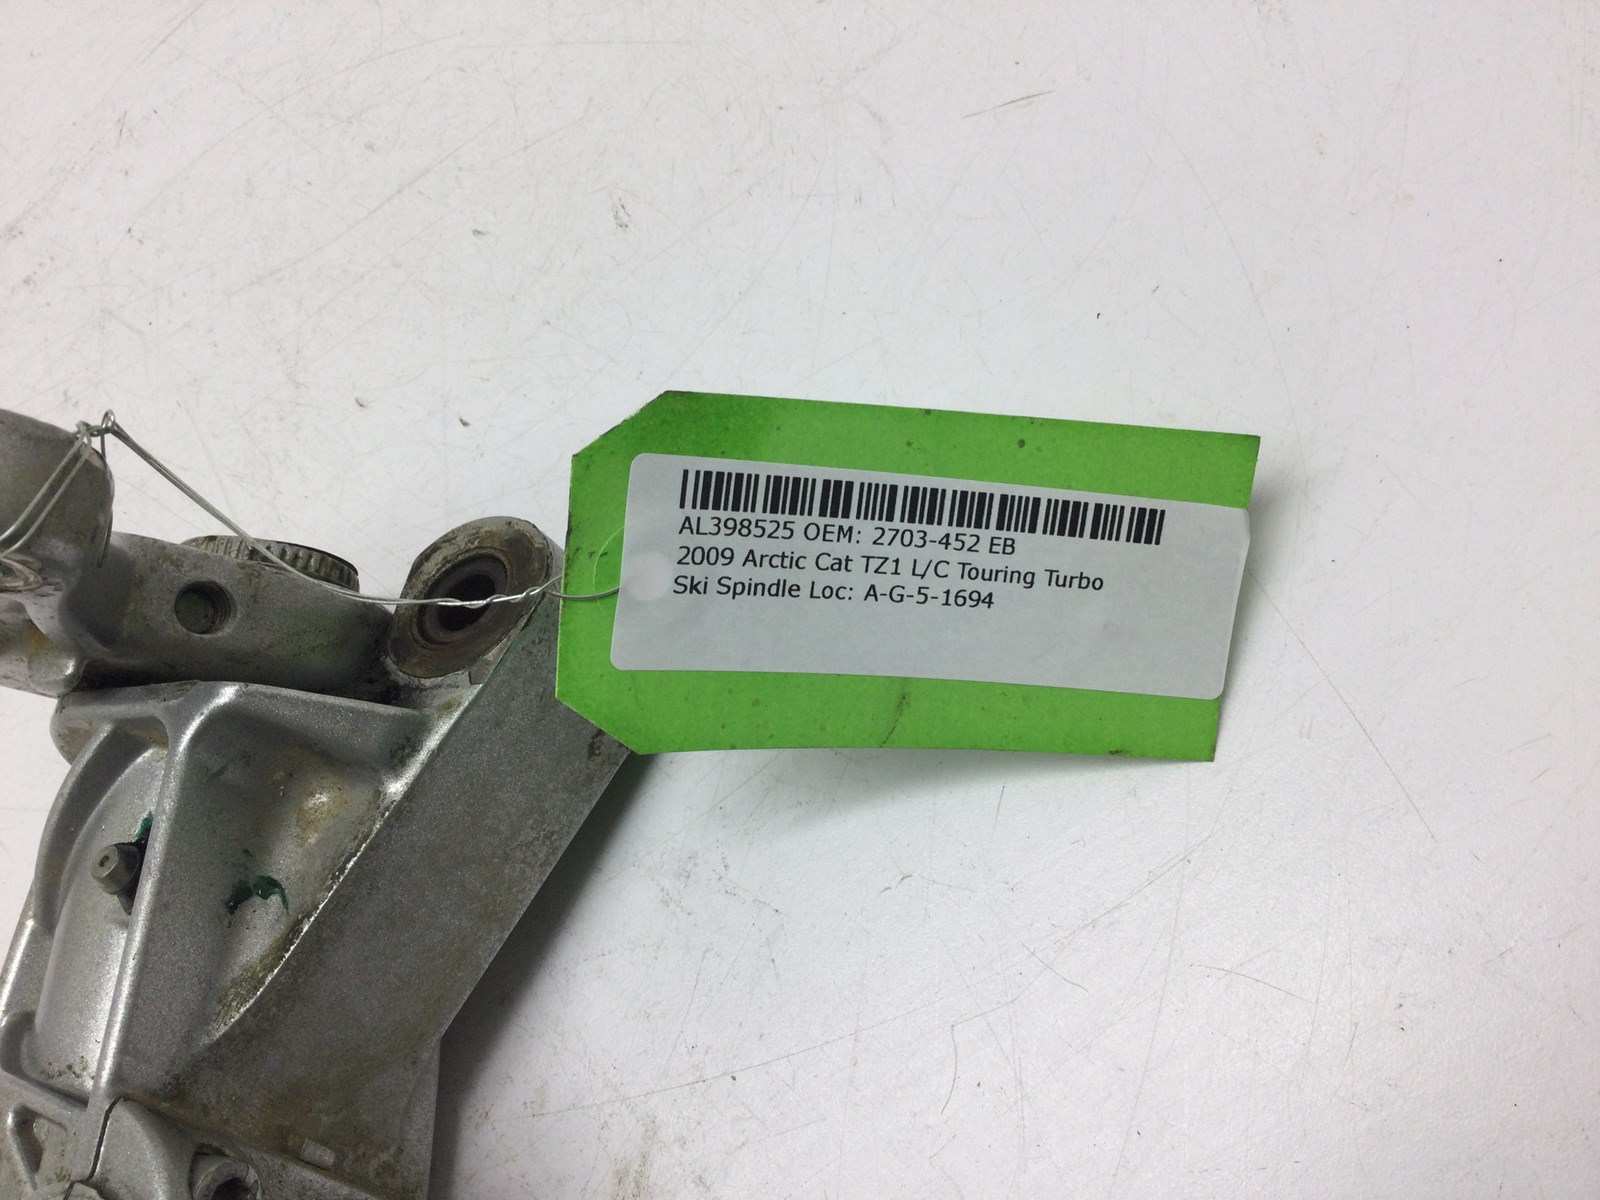 AL398525 OEM: 2703-452 EB
2009 Arctic Cat TZ1 L/C Touring Turbo
Ski Spindle Loc: A-G-5-1694